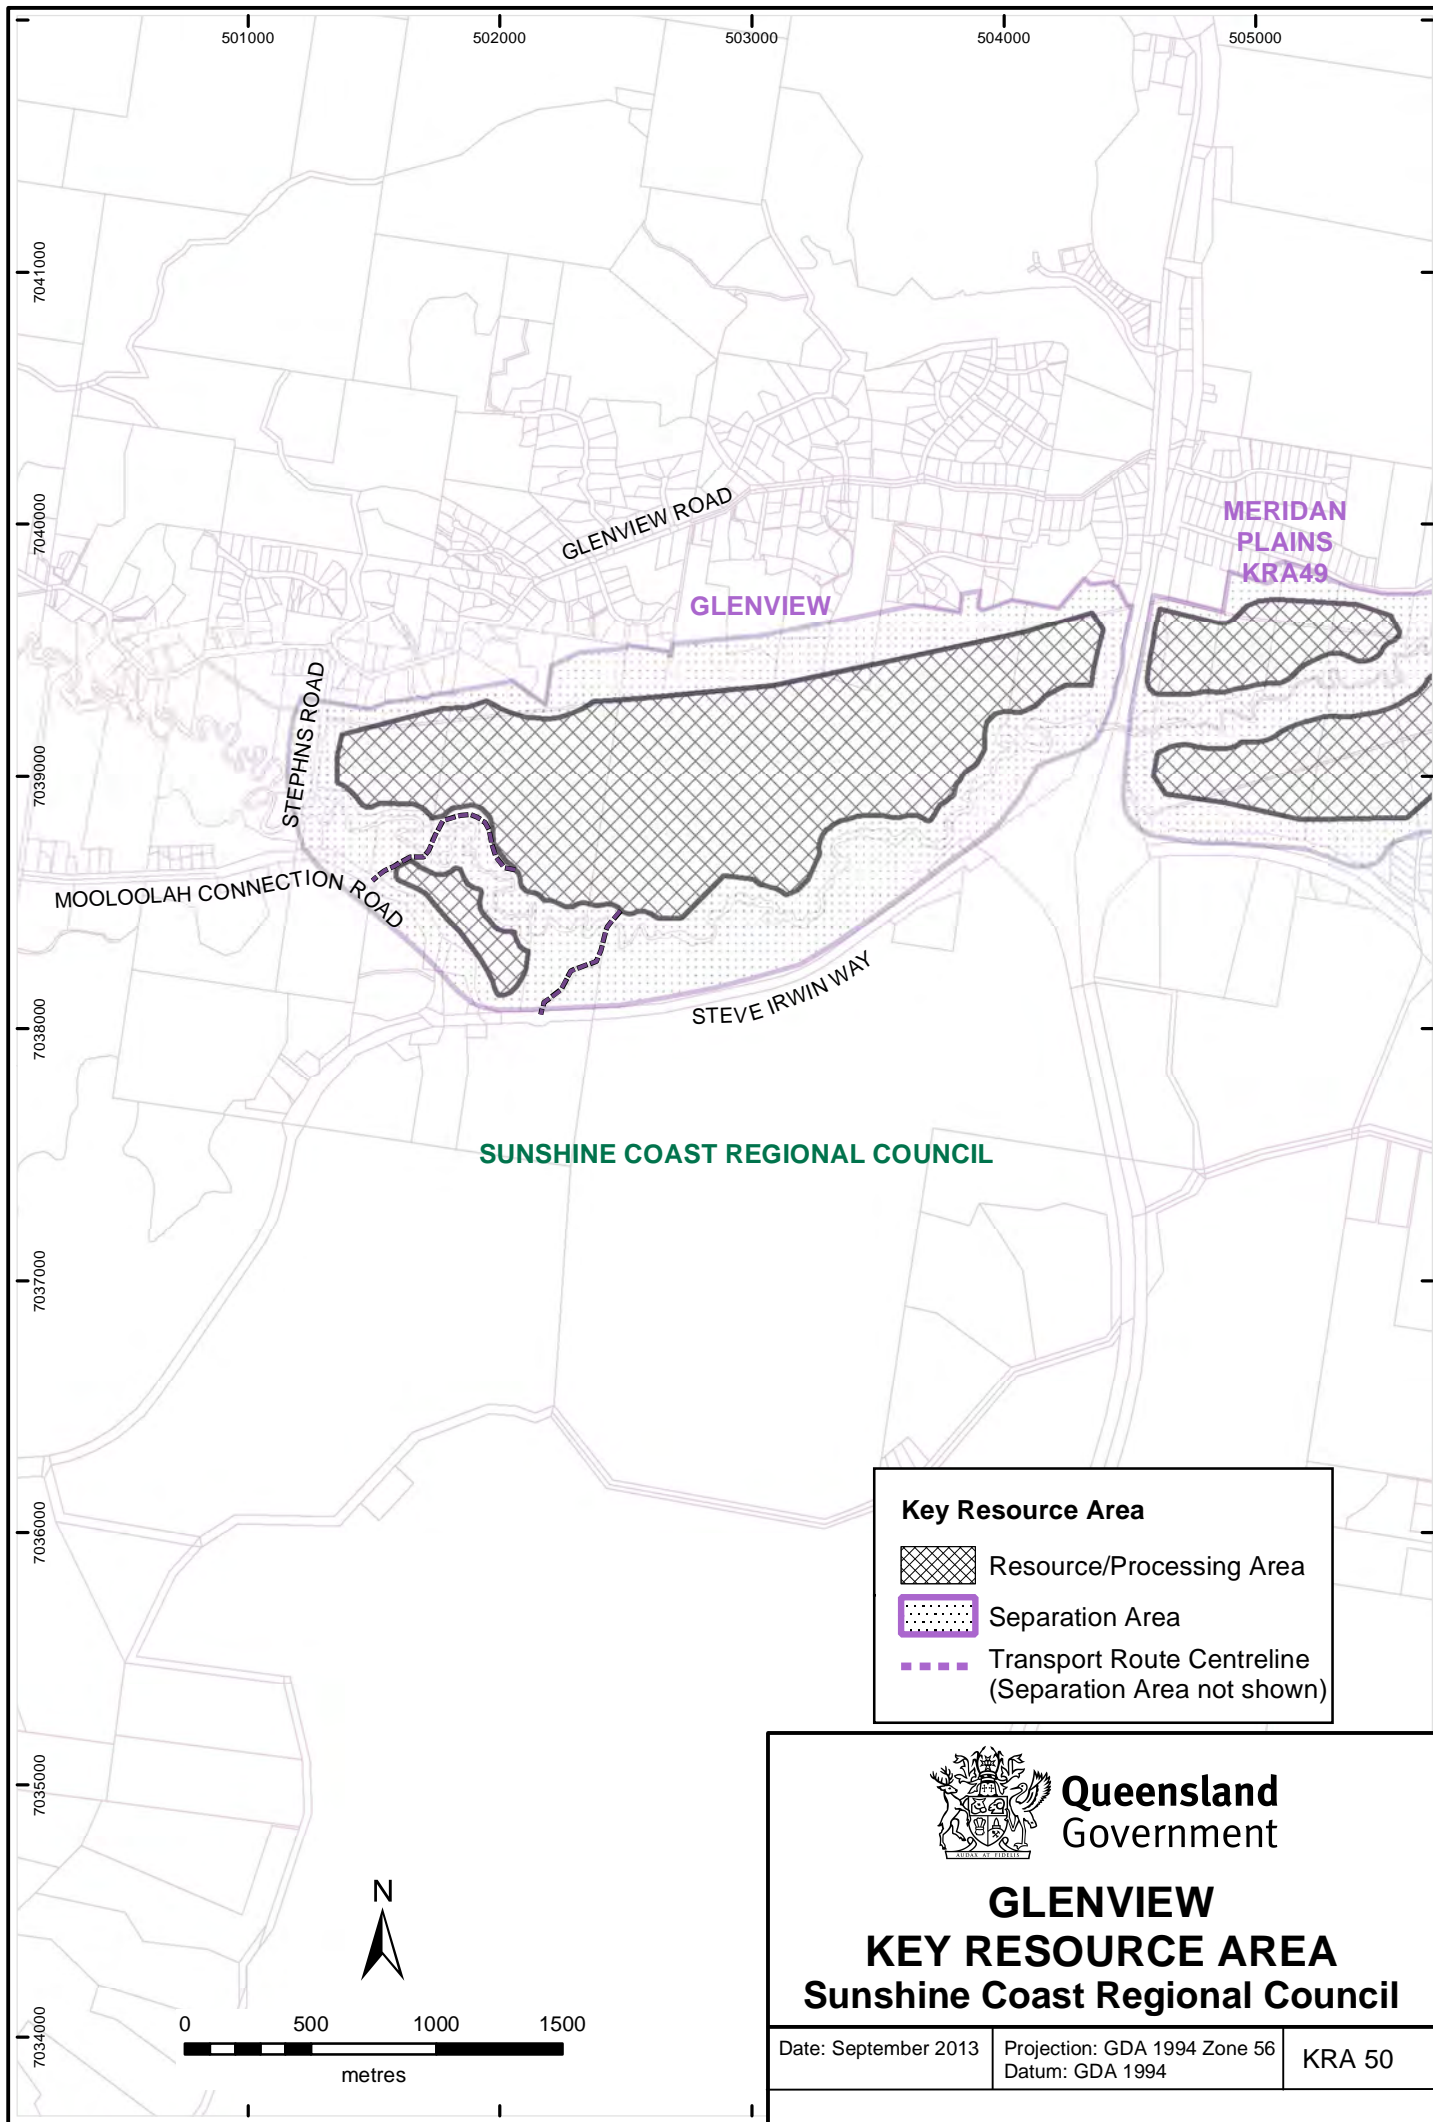 501000
502000
503000
504000
505000
7041000
7040000
7039000
7038000
7037000
7036000
7035000
7034000
GLENVIEW ROAD
MERIDAN
PLAINS
KRA49
GLENVIEW
STEPHNS ROAD
MOOLOOLAH CONNECTION ROAD
STEVE IRWIN WAY
SUNSHINE COAST REGIONAL COUNCIL
Key Resource Area
Resource/Processing Area
Separation Area
Transport Route Centreline
(Separation Area not shown)
AUDAX AT FIDELIS
Queensland
Government
GLENVIEW
KEY RESOURCE AREA
Sunshine Coast Regional Council
Date: September 2013
Projection: GDA 1994 Zone 56
Datum: GDA 1994
KRA 50
N
0 500 1000 1500
metres